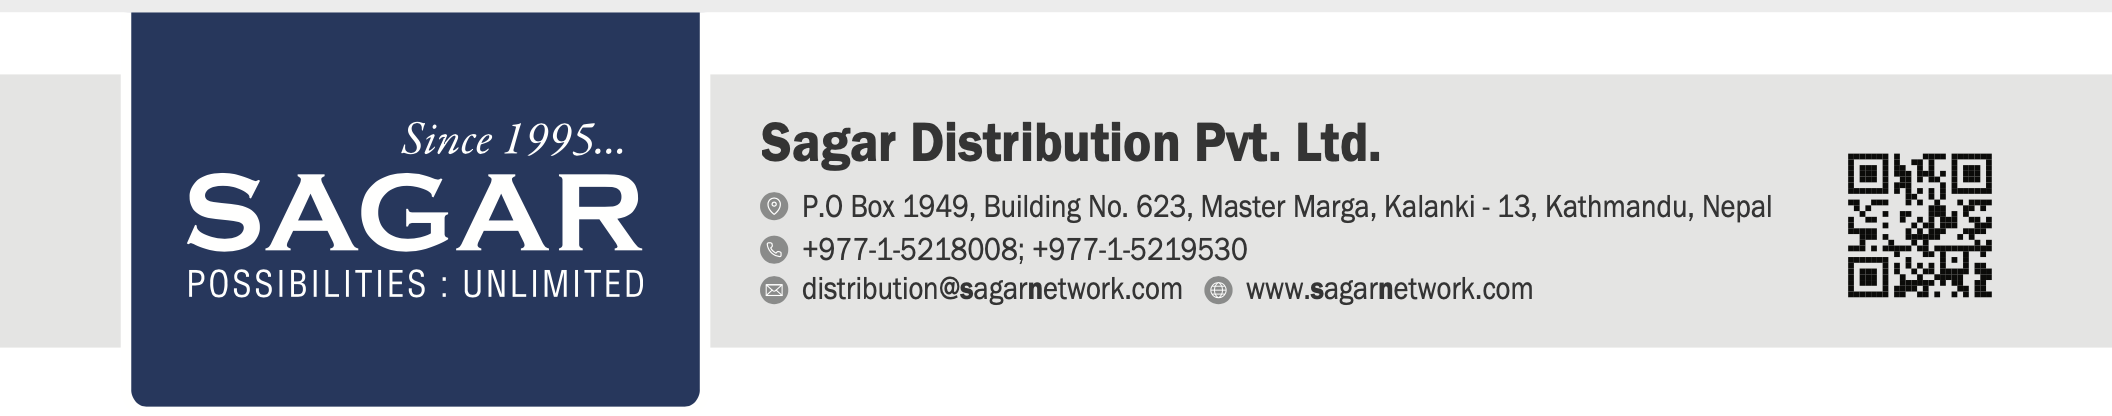 Since 1995...
SAGAR
POSSIBILITIES : UNLIMITED
Sagar Distribution Pvt. Ltd.
P.O Box 1949, Building No. 623, Master Marga, Kalanki - 13, Kathmandu, Nepal
+977-1-5218008; +977-1-5219530
distribution@sagarnetwork.com www.sagarnetwork.com